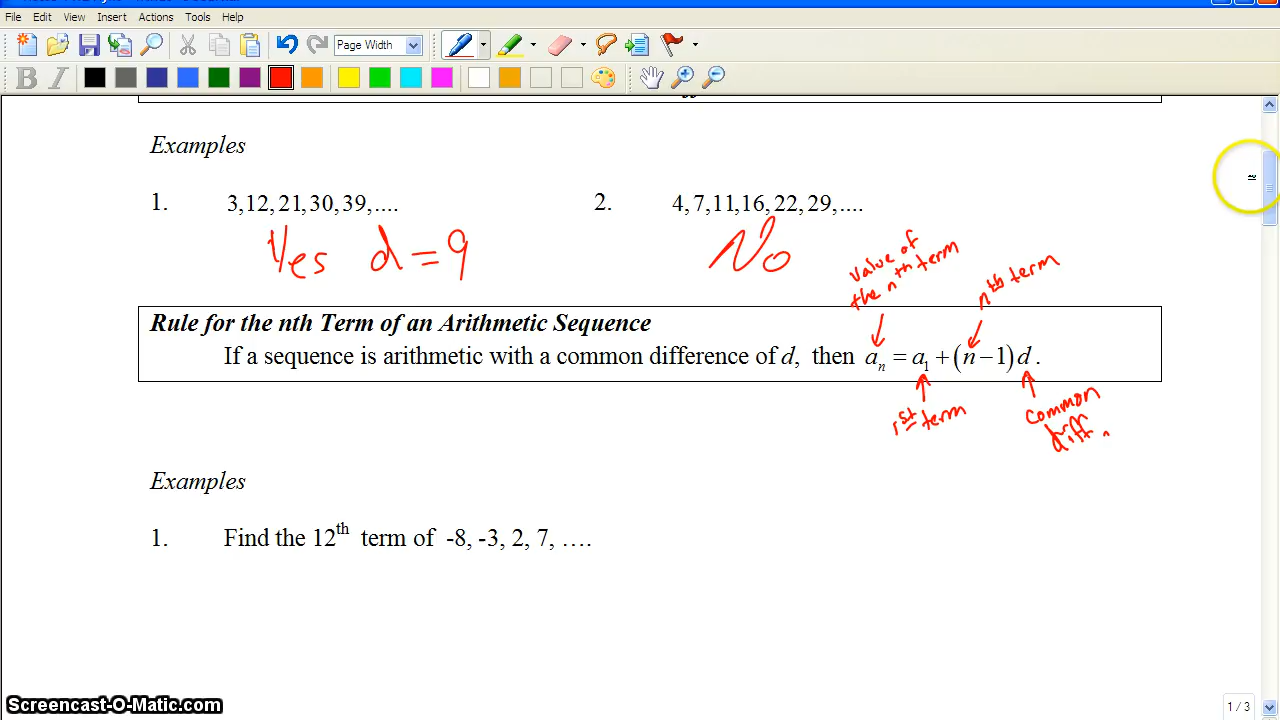 File Edit View Insert Actions Tools Help
Page Width
B I
Examples
1. 3,12,21,30,39,....
2. 4,7,11,16,22,29,....
Yes d=9
No
value of
the nth term
nth term
Rule for the nth Term of an Arithmetic Sequence
If a sequence is arithmetic with a common difference of d, then aₙ = a₁ + (n − 1)d.
1st term
common
diff.
Examples
1. Find the 12th term of -8, -3, 2, 7, ….
Screencast-O-Matic.com
1 / 3